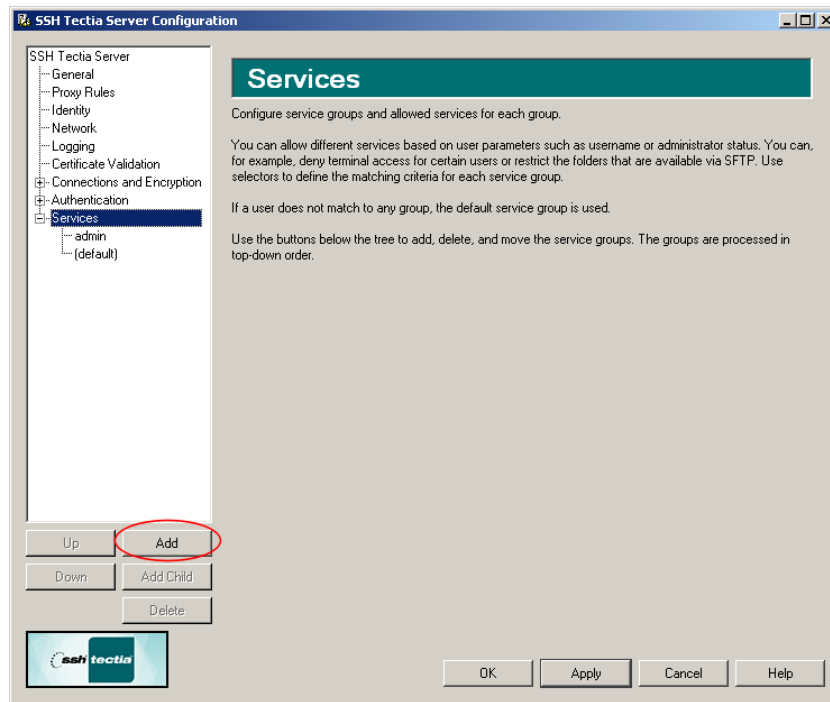 SSH Tectia Server Configuration
SSH Tectia Server
General
Proxy Rules
Identity
Network
Logging
Certificate Validation
Connections and Encryption
Authentication
Services
admin
(default)
Services
Configure service groups and allowed services for each group.
You can allow different services based on user parameters such as username or administrator status. You can,
for example, deny terminal access for certain users or restrict the folders that are available via SFTP. Use
selectors to define the matching criteria for each service group.
If a user does not match to any group, the default service group is used.
Use the buttons below the tree to add, delete, and move the service groups. The groups are processed in
top-down order.
Up
Add
Down
Add Child
Delete
ssh tectia
OK
Apply
Cancel
Help